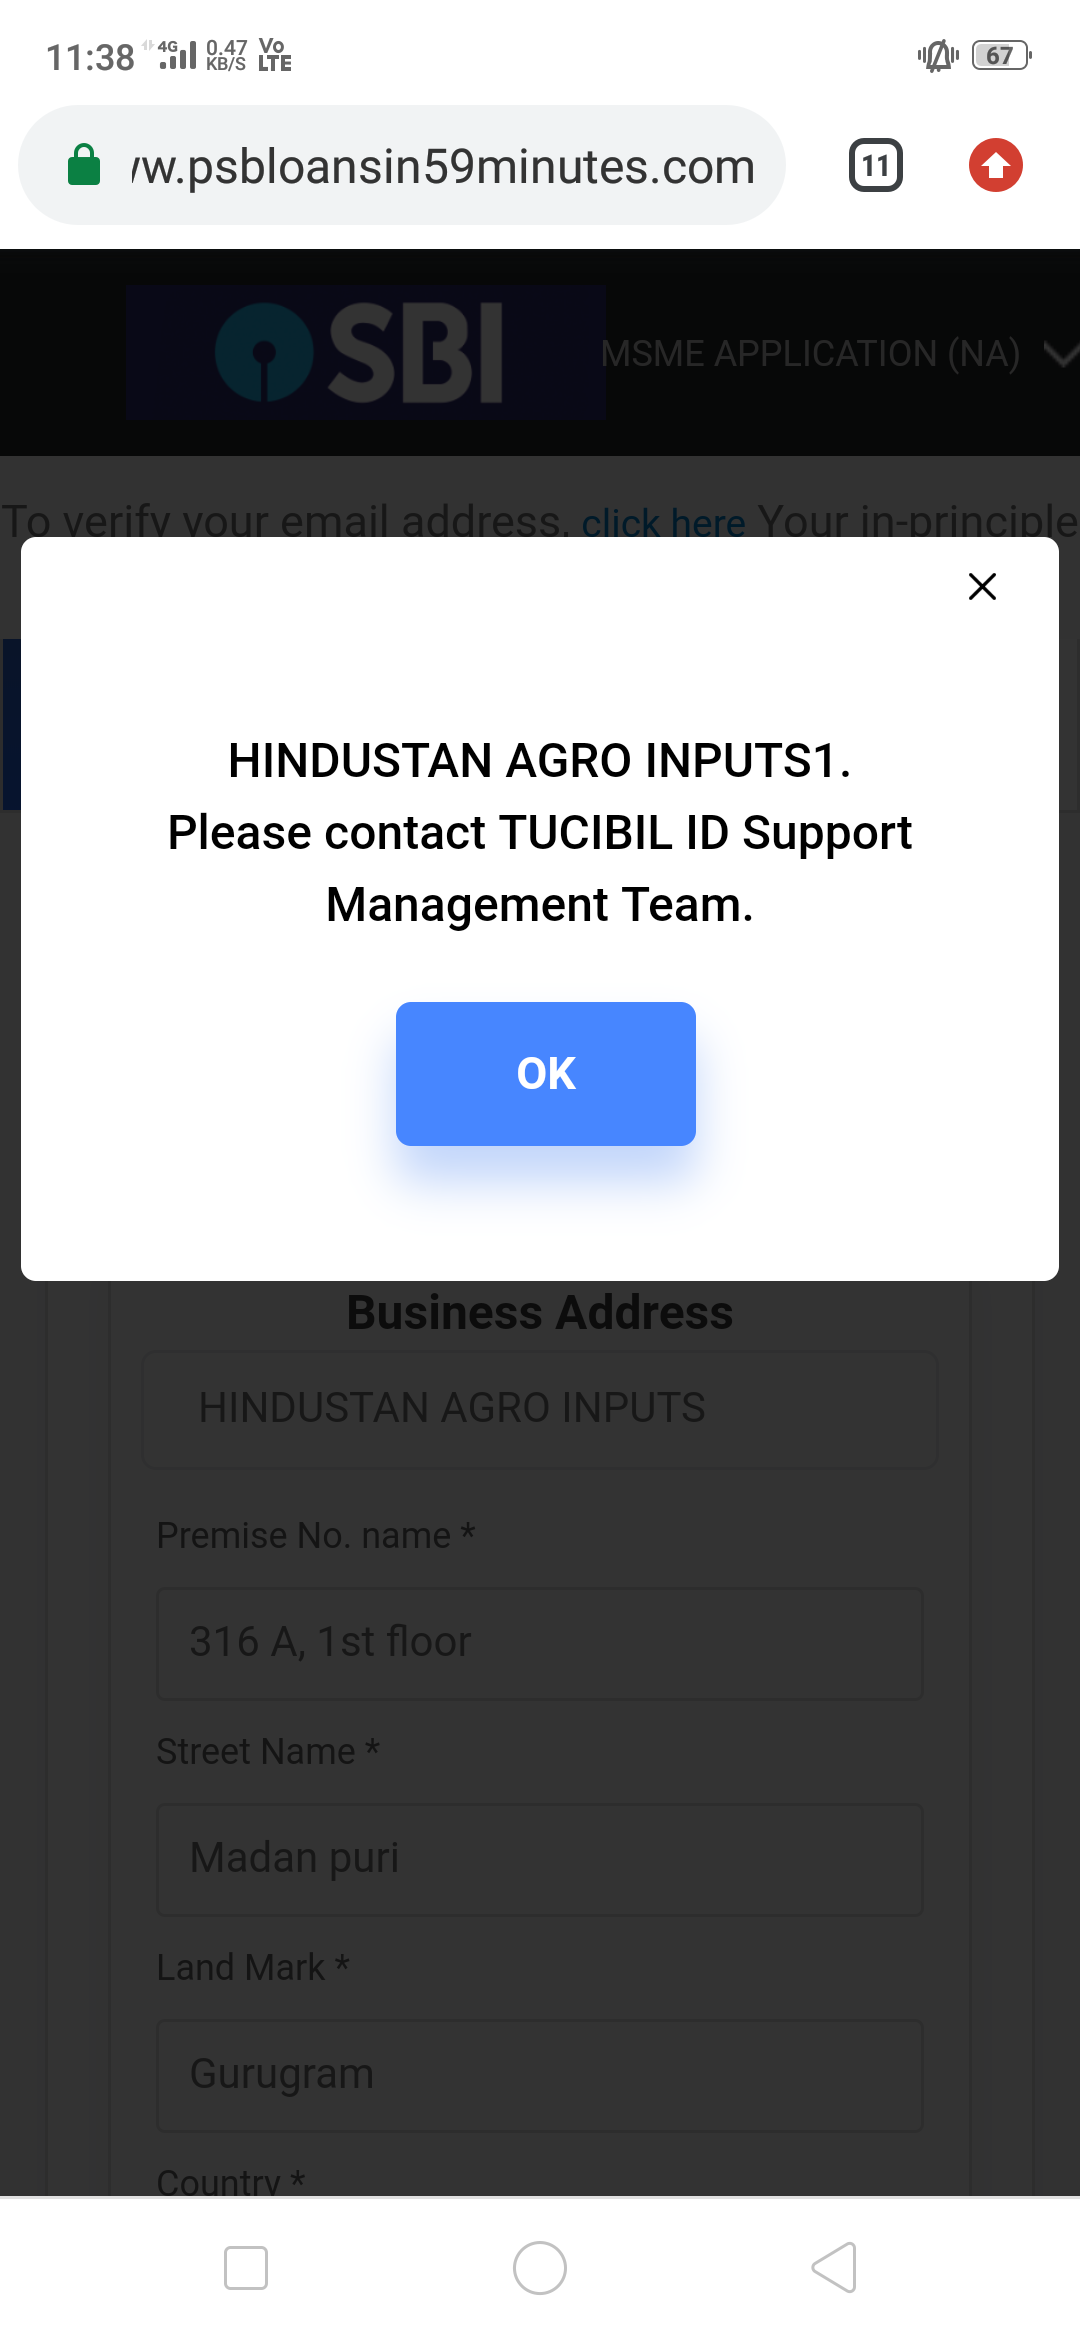 11:38 4G 0.47 KB/S Vo LTE 67
w.psbloansin59minutes.com 11
SBI MSME APPLICATION (NA)
To verify your email address, click here Your in-principle
HINDUSTAN AGRO INPUTS1.
Please contact TUCIBIL ID Support
Management Team.
OK
Business Address
HINDUSTAN AGRO INPUTS
Premise No. name *
316 A, 1st floor
Street Name *
Madan puri
Land Mark *
Gurugram
Country *